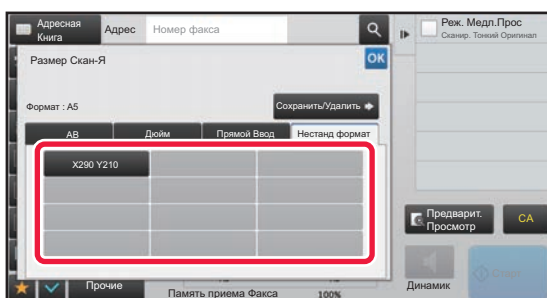 Адресная
Книга
Адрес
Номер факса
Реж. Медл.Прос
Сканир. Тонкий Оригинал
Размер Скан-Я
OK
Формат : A5
Сохранить/Удалить
AB
Дюйм
Прямой Ввод
Нестанд формат
X290 Y210
Предварит.
Просмотр
CA
Прочие
Память приема Факса
100%
Динамик
Старт